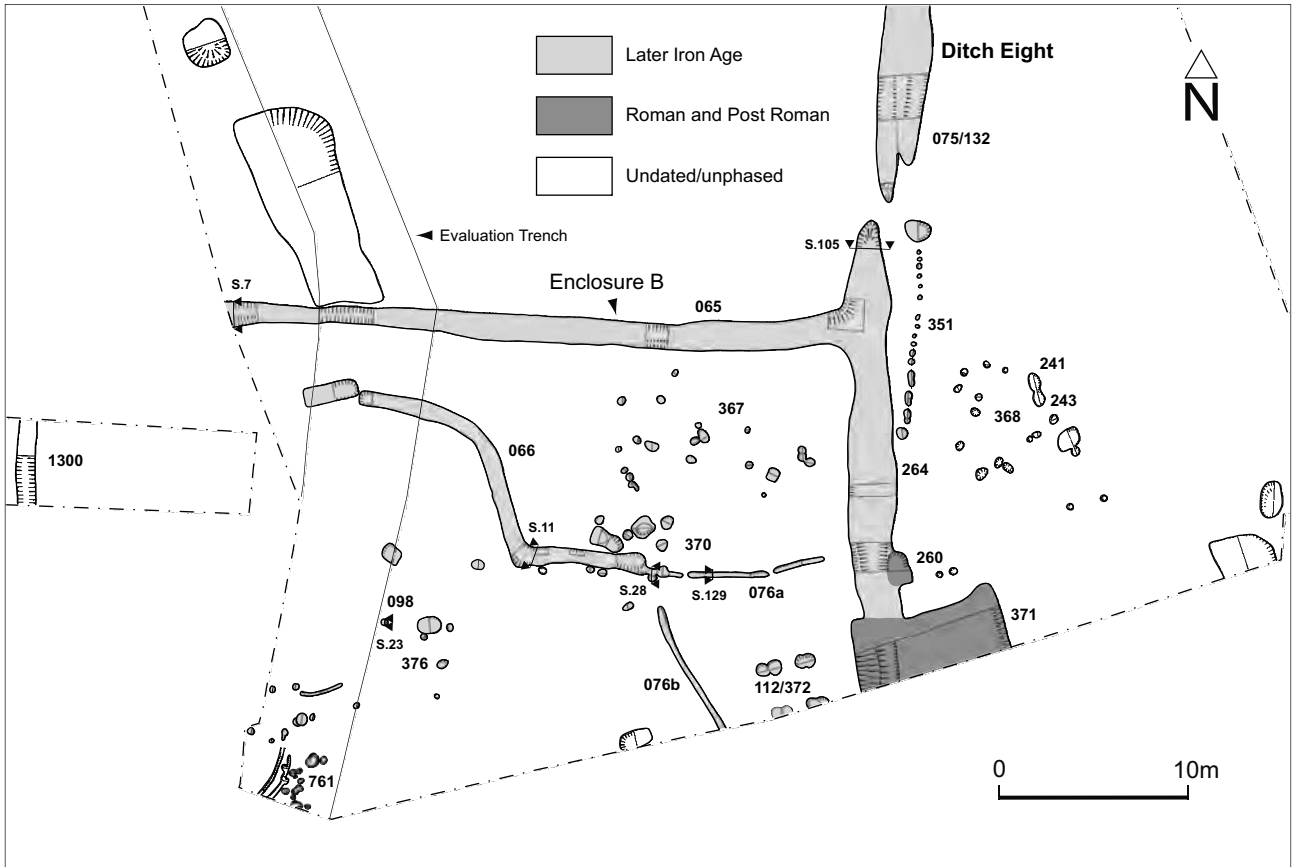 Later Iron Age
Roman and Post Roman
Undated/unphased
Ditch Eight
N
075/132
Evaluation Trench
S.7
Enclosure B
065
S.105
351
241
243
368
367
066
264
1300
S.11
370
260
S.28
S.129
076a
371
098
S.23
376
076b
112/372
761
0
10m